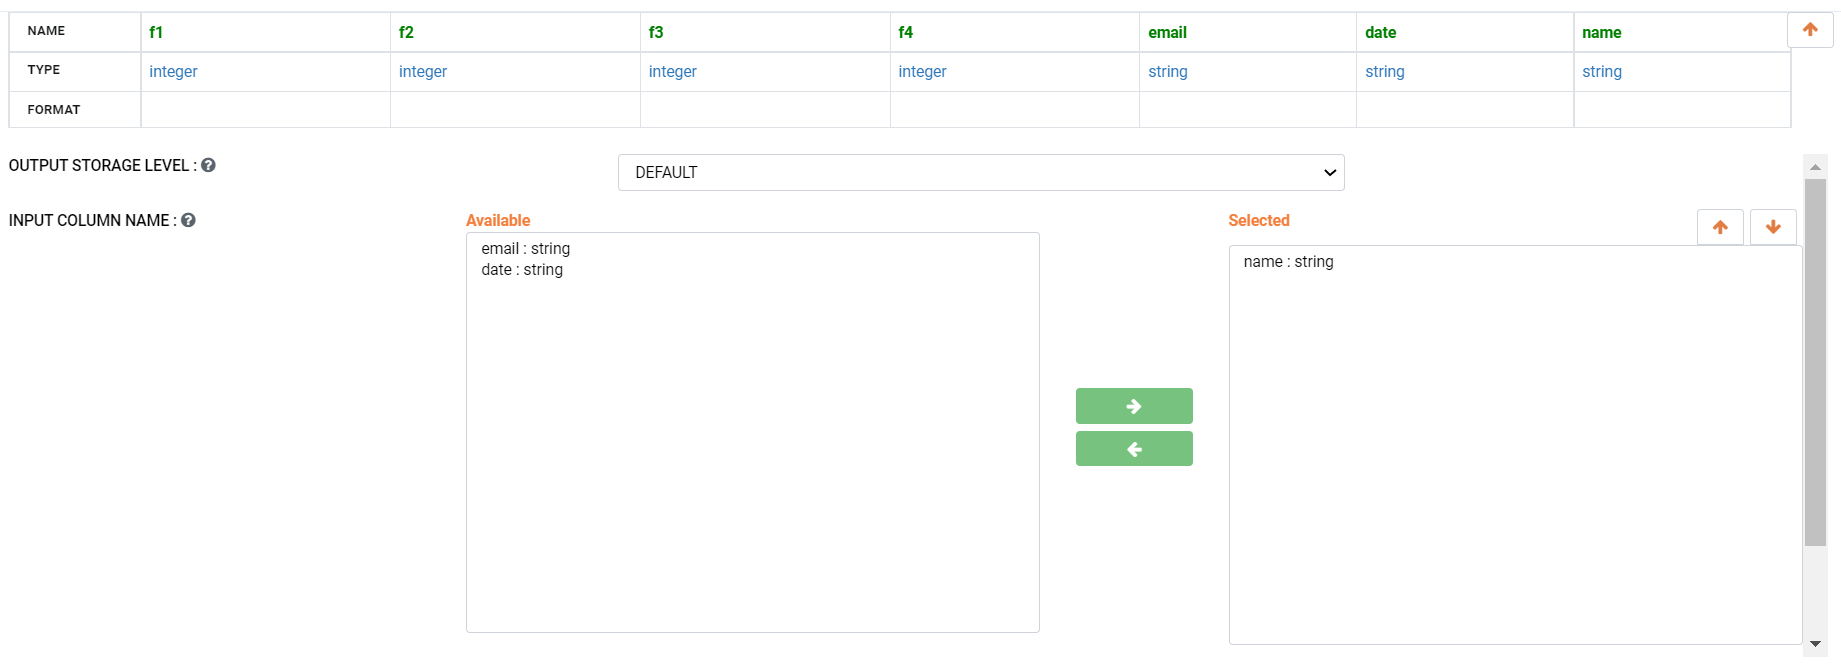 NAME f1 f2 f3 f4 email date name
TYPE integer integer integer integer string string string
FORMAT
OUTPUT STORAGE LEVEL : ?
DEFAULT
INPUT COLUMN NAME : ?
Available
email : string
date : string
Selected
name : string